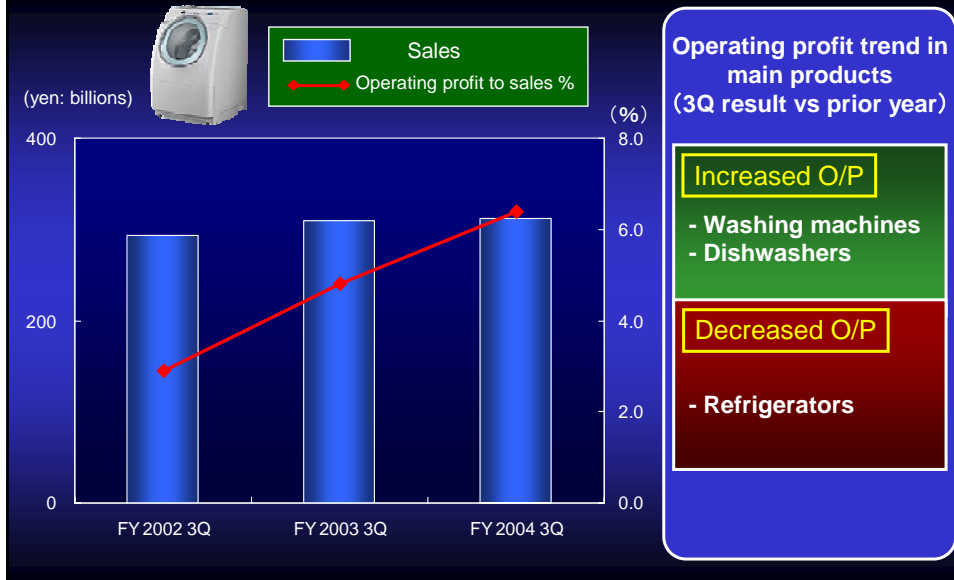 Sales
Operating profit to sales %
(yen: billions)
(%)
400
200
0
8.0
6.0
4.0
2.0
0.0
FY 2002 3Q
FY 2003 3Q
FY 2004 3Q
Operating profit trend in
main products
(3Q result vs prior year)
Increased O/P
- Washing machines
- Dishwashers
Decreased O/P
- Refrigerators